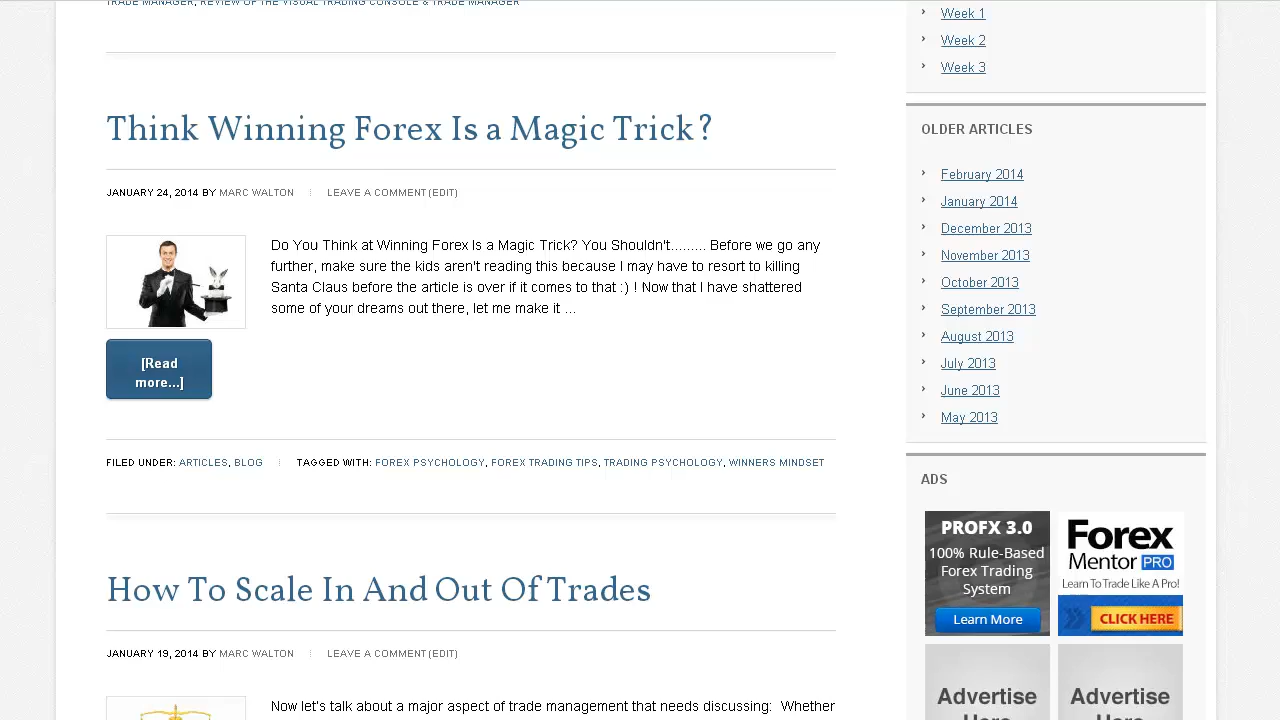 TRADE MANAGER, REVIEW OF THE VISUAL TRADING CONSOLE & TRADE MANAGER
Think Winning Forex Is a Magic Trick?
JANUARY 24, 2014 BY MARC WALTON LEAVE A COMMENT (EDIT)
Do You Think at Winning Forex Is a Magic Trick? You Shouldn't......... Before we go any
further, make sure the kids aren't reading this because I may have to resort to killing
Santa Claus before the article is over if it comes to that :) ! Now that I have shattered
some of your dreams out there, let me make it ...
[Read
more...]
FILED UNDER: ARTICLES, BLOG TAGGED WITH: FOREX PSYCHOLOGY, FOREX TRADING TIPS, TRADING PSYCHOLOGY, WINNERS MINDSET
How To Scale In And Out Of Trades
JANUARY 19, 2014 BY MARC WALTON LEAVE A COMMENT (EDIT)
Now let's talk about a major aspect of trade management that needs discussing: Whether
Week 1
Week 2
Week 3
OLDER ARTICLES
February 2014
January 2014
December 2013
November 2013
October 2013
September 2013
August 2013
July 2013
June 2013
May 2013
ADS
PROFX 3.0
100% Rule-Based
Forex Trading
System
Learn More
Forex
Mentor PRO
Learn To Trade Like A Pro!
CLICK HERE
Advertise
Here
Advertise
Here